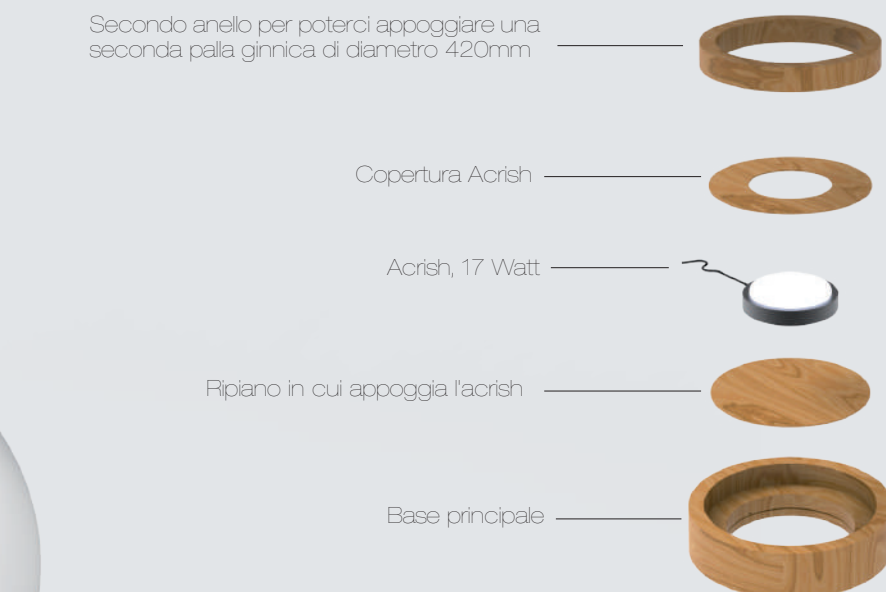 Secondo anello per poterci appoggiare una
seconda palla ginnica di diametro 420mm
Copertura Acrish
Acrish, 17 Watt
Ripiano in cui appoggia l'acrish
Base principale